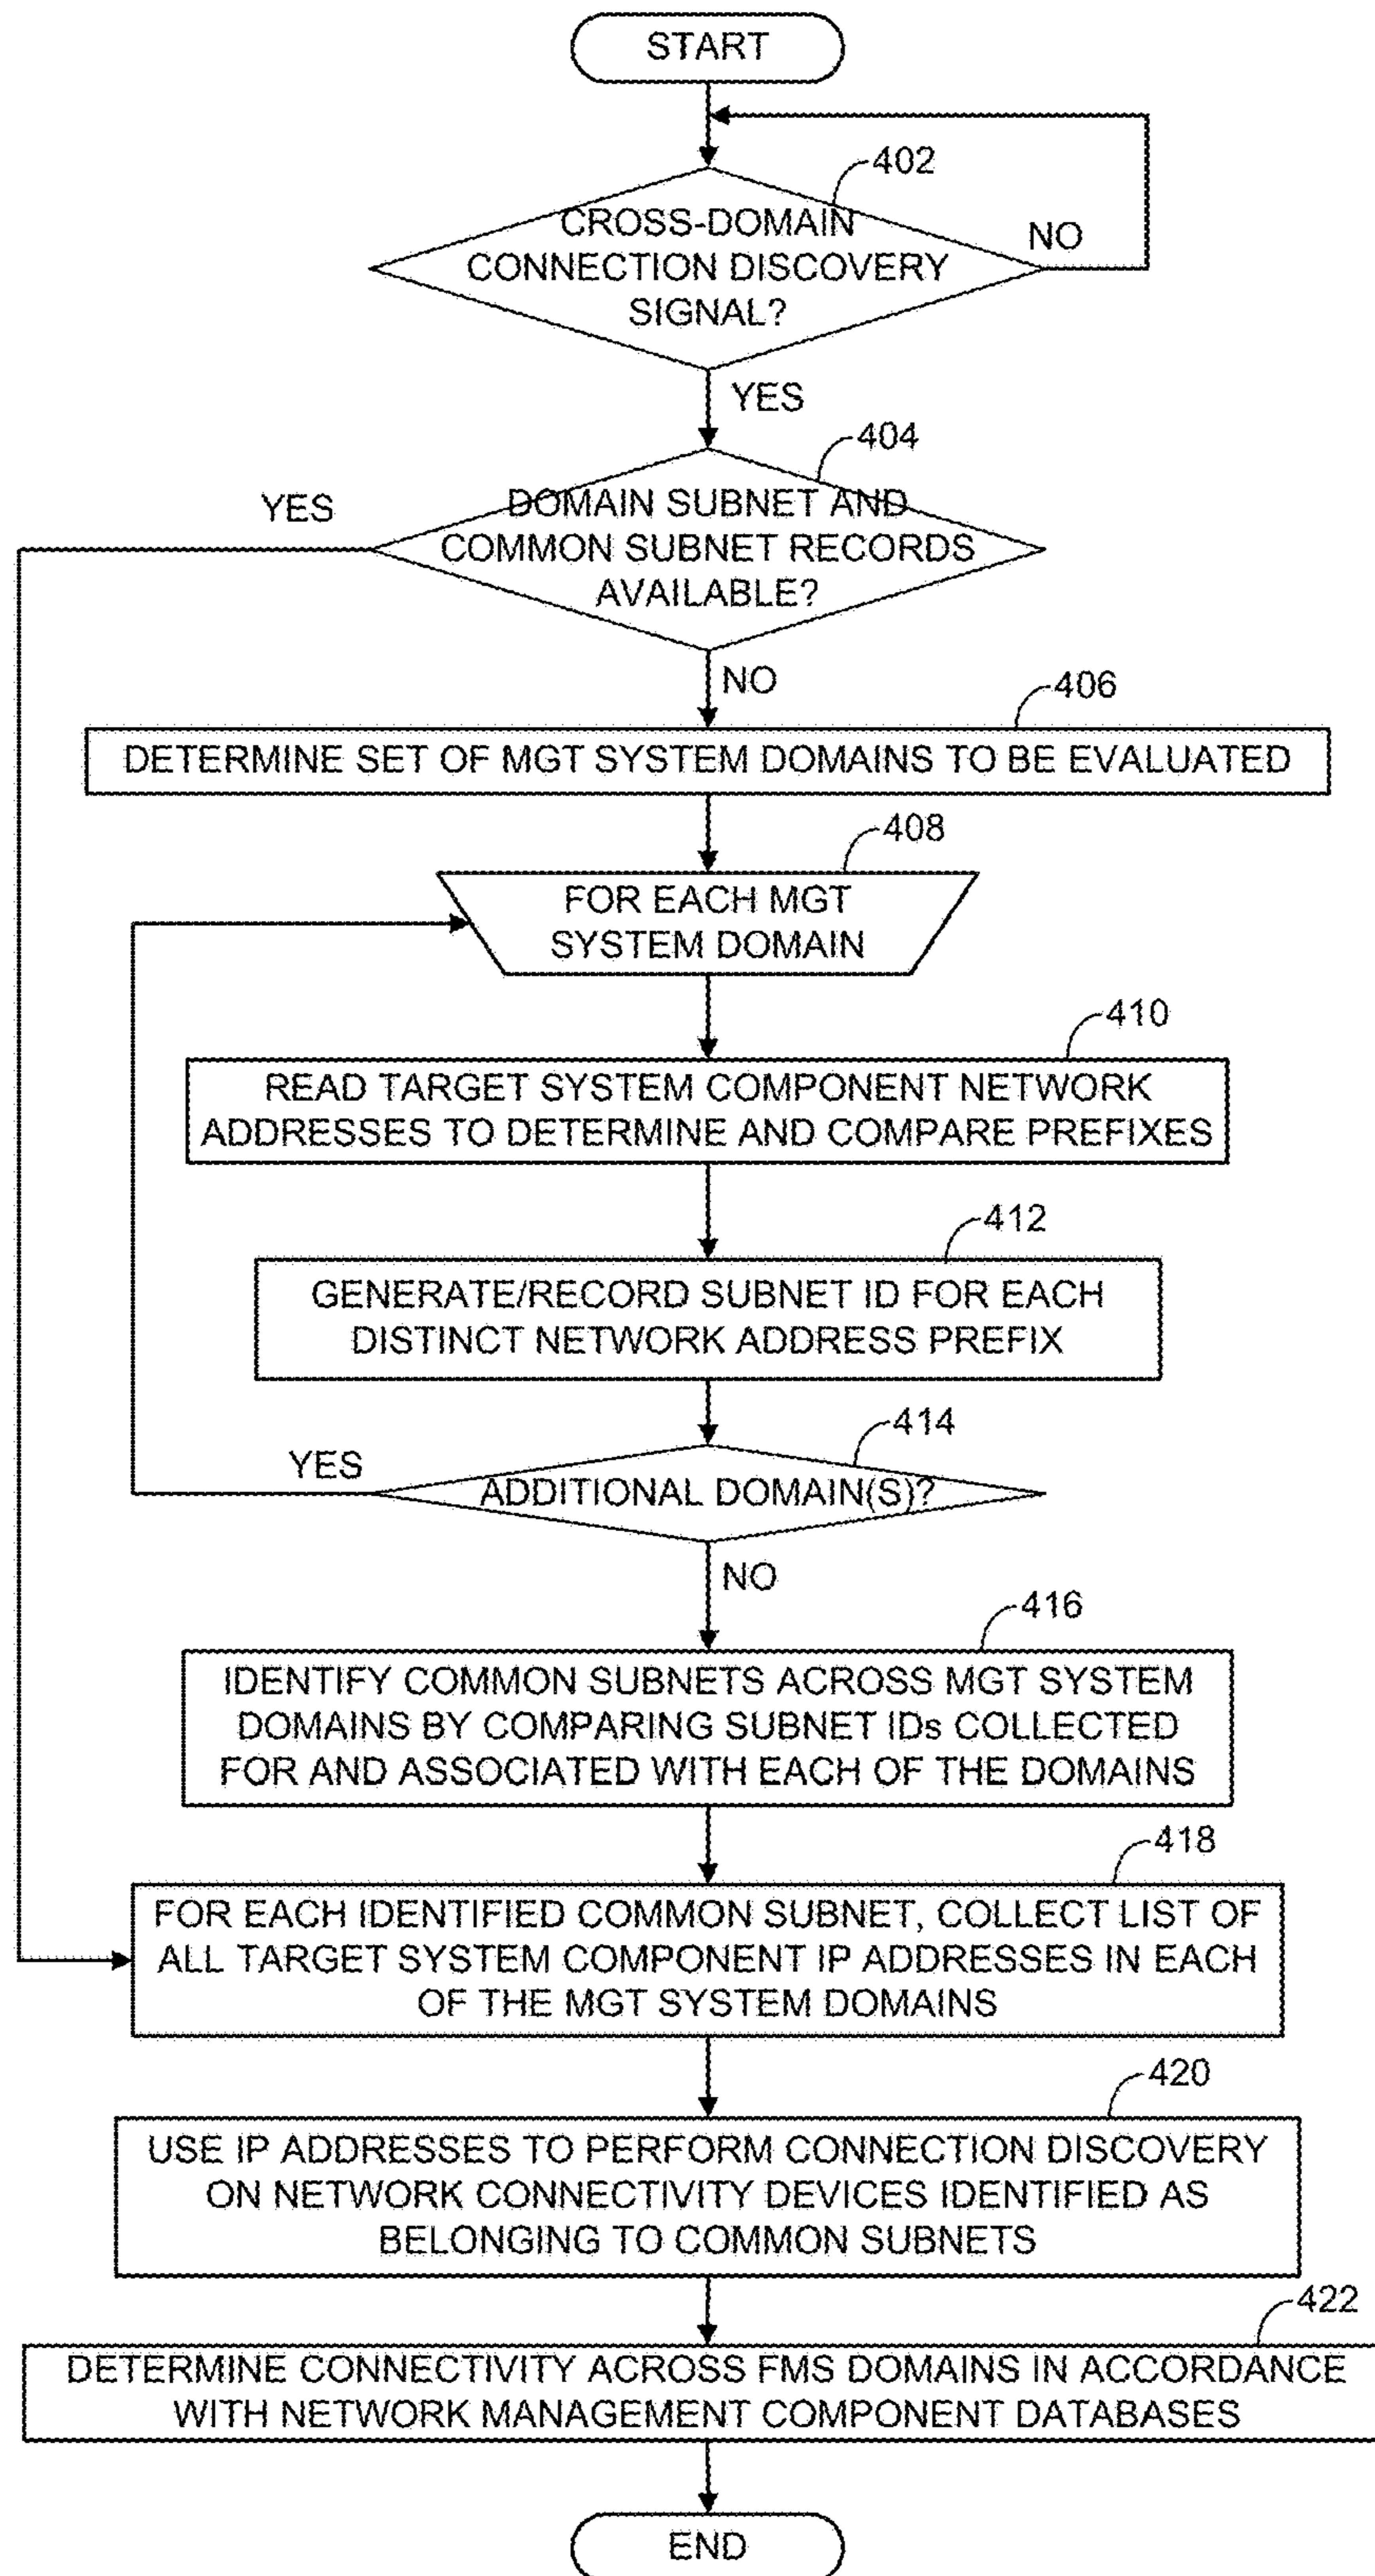 START
402
CROSS-DOMAIN
CONNECTION DISCOVERY
SIGNAL?
NO
YES
404
YES
DOMAIN SUBNET AND
COMMON SUBNET RECORDS
AVAILABLE?
NO
406
DETERMINE SET OF MGT SYSTEM DOMAINS TO BE EVALUATED
408
FOR EACH MGT
SYSTEM DOMAIN
410
READ TARGET SYSTEM COMPONENT NETWORK
ADDRESSES TO DETERMINE AND COMPARE PREFIXES
412
GENERATE/RECORD SUBNET ID FOR EACH
DISTINCT NETWORK ADDRESS PREFIX
414
YES
ADDITIONAL DOMAIN(S)?
NO
416
IDENTIFY COMMON SUBNETS ACROSS MGT SYSTEM
DOMAINS BY COMPARING SUBNET IDs COLLECTED
FOR AND ASSOCIATED WITH EACH OF THE DOMAINS
418
FOR EACH IDENTIFIED COMMON SUBNET, COLLECT LIST OF
ALL TARGET SYSTEM COMPONENT IP ADDRESSES IN EACH
OF THE MGT SYSTEM DOMAINS
420
USE IP ADDRESSES TO PERFORM CONNECTION DISCOVERY
ON NETWORK CONNECTIVITY DEVICES IDENTIFIED AS
BELONGING TO COMMON SUBNETS
422
DETERMINE CONNECTIVITY ACROSS FMS DOMAINS IN ACCORDANCE
WITH NETWORK MANAGEMENT COMPONENT DATABASES
END